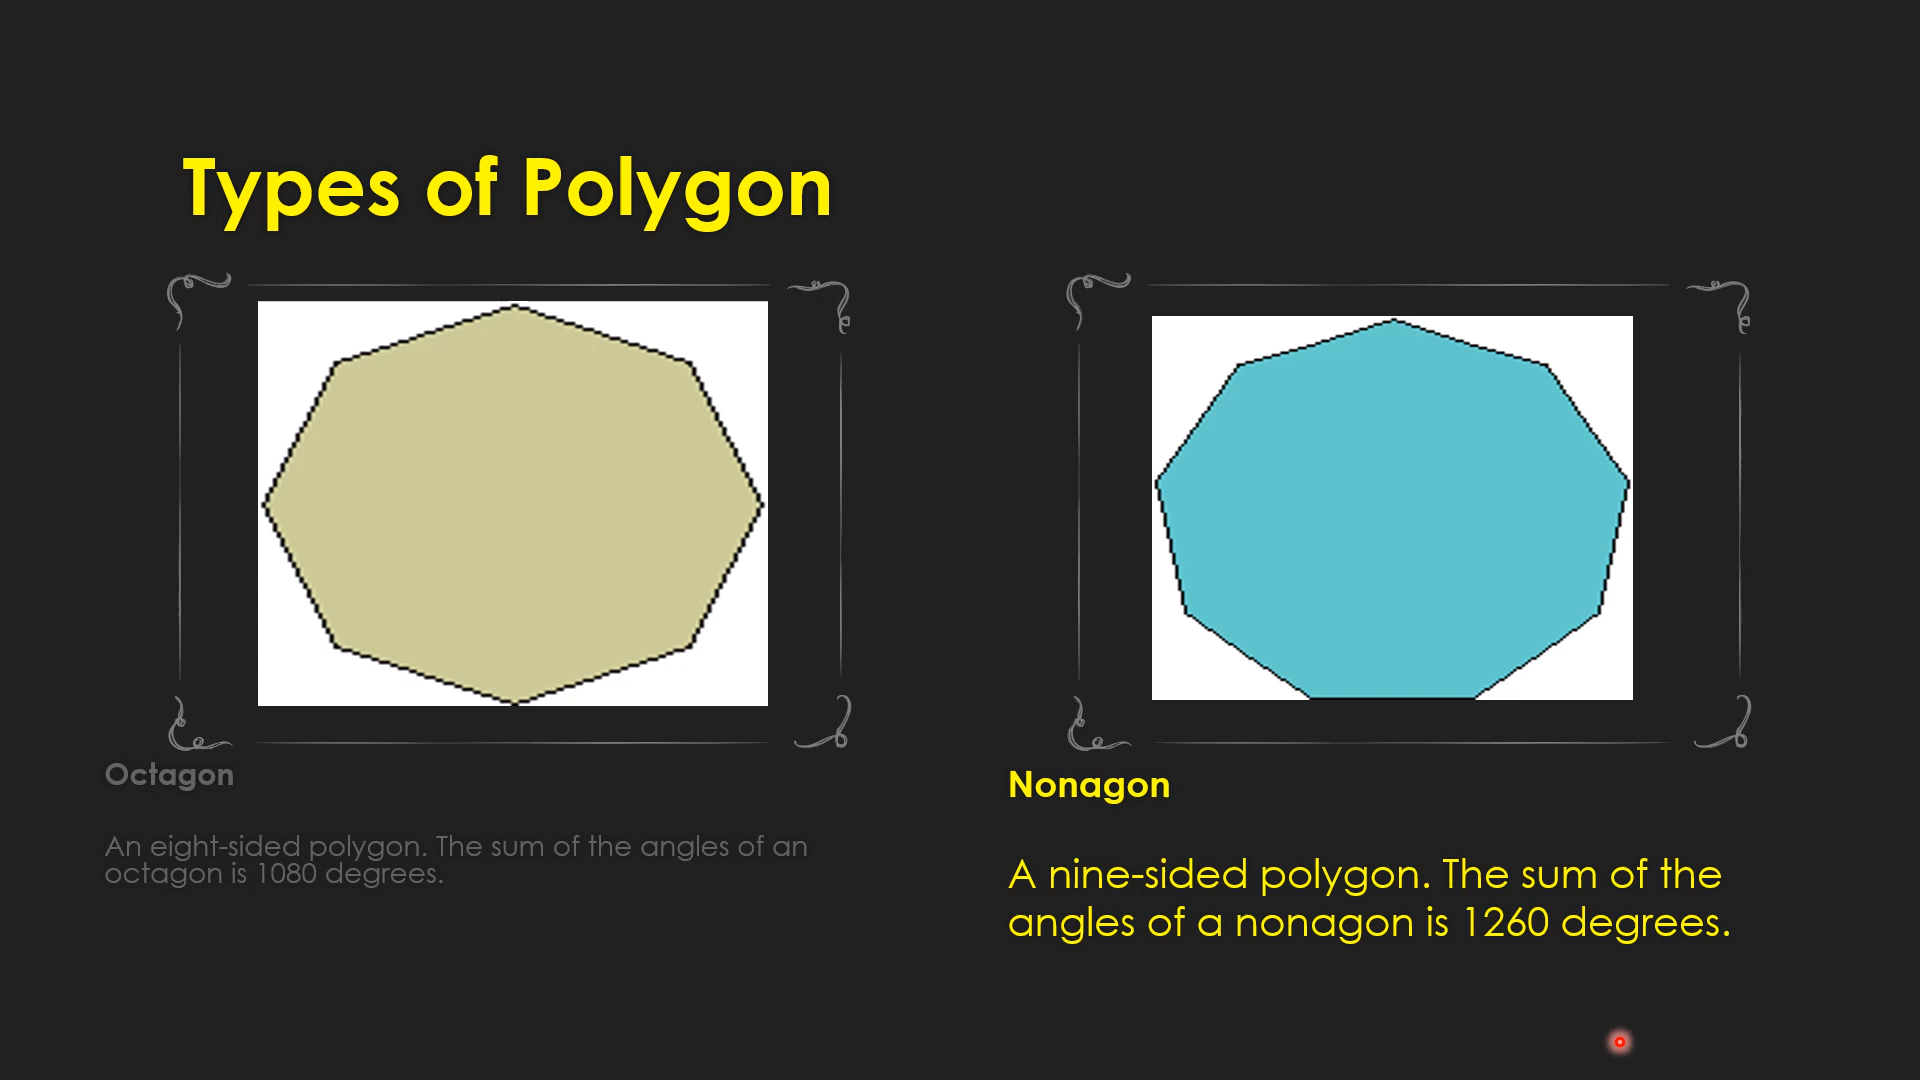 Types of Polygon
Octagon
An eight-sided polygon. The sum of the angles of an
octagon is 1080 degrees.
Nonagon
A nine-sided polygon. The sum of the
angles of a nonagon is 1260 degrees.